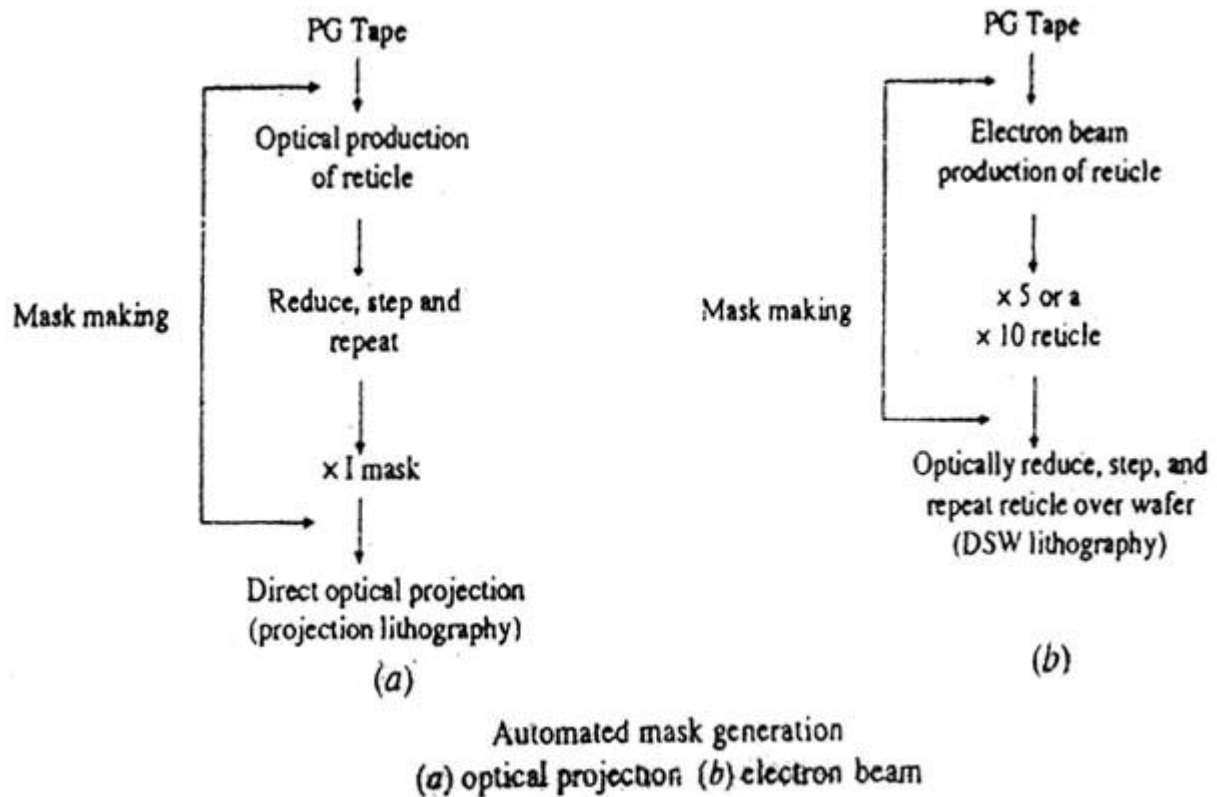 PG Tape
Optical production
of reticle
Reduce, step and
repeat
Mask making
× I mask
Direct optical projection
(projection lithography)
(a)
PG Tape
Electron beam
production of reticle
Mask making
× 5 or a
× 10 reticle
Optically reduce, step, and
repeat reticle over wafer
(DSW lithography)
(b)
Automated mask generation
(a) optical projection (b) electron beam